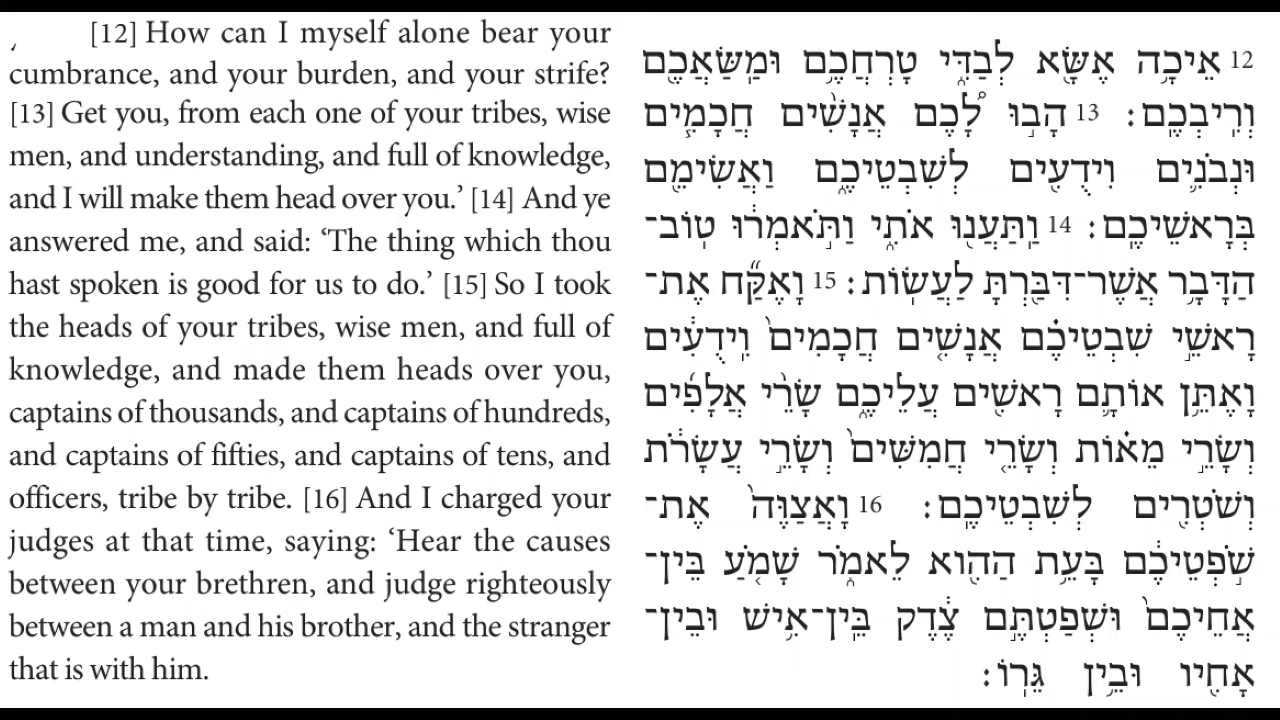 [12] How can I myself alone bear your
cumbrance, and your burden, and your strife?
[13] Get you, from each one of your tribes, wise
men, and understanding, and full of knowledge,
and I will make them head over you.’ [14] And ye
answered me, and said: ‘The thing which thou
hast spoken is good for us to do.’ [15] So I took
the heads of your tribes, wise men, and full of
knowledge, and made them heads over you,
captains of thousands, and captains of hundreds,
and captains of fifties, and captains of tens, and
officers, tribe by tribe. [16] And I charged your
judges at that time, saying: ‘Hear the causes
between your brethren, and judge righteously
between a man and his brother, and the stranger
that is with him.
12 אֵיכָ֥ה אֶשָּׂ֖א לְבַדִּ֑י טָרְחֲכֶ֥ם וּמַֽשַּׂאֲכֶ֖ם
וְרִֽיבְכֶֽם׃ 13 הָב֣וּ לָ֠כֶם אֲנָשִׁ֨ים חֲכָמִ֧ים
וּנְבֹנִ֛ים וִידֻעִ֖ים לְשִׁבְטֵיכֶ֑ם וַאֲשִׂימֵ֖ם
בְּרָאשֵׁיכֶֽם׃ 14 וַֽתַּעֲנ֖וּ אֹתִ֑י וַתֹּ֣אמְר֔וּ טֽוֹב־
הַדָּבָ֥ר אֲשֶׁר־דִּבַּ֖רְתָּ לַעֲשֽׂוֹת׃ 15 וָאֶקַּ֞ח אֶת־
רָאשֵׁ֣י שִׁבְטֵיכֶ֗ם אֲנָשִׁ֤ים חֲכָמִים֙ וִֽידֻעִ֔ים
וָאֶתֵּ֥ן אוֹתָ֛ם רָאשִׁ֖ים עֲלֵיכֶ֑ם שָׂרֵ֨י אֲלָפִ֜ים
וְשָׂרֵ֣י מֵא֗וֹת וְשָׂרֵ֤י חֲמִשִּׁים֙ וְשָׂרֵ֣י עֲשָׂרֹ֔ת
וְשֹׁטְרִ֖ים לְשִׁבְטֵיכֶֽם׃ 16 וָאֲצַוֶּה֙ אֶת־
שֹׁ֣פְטֵיכֶ֔ם בָּעֵ֥ת הַהִ֖וא לֵאמֹ֑ר שָׁמֹ֤עַ בֵּין־
אֲחֵיכֶם֙ וּשְׁפַטְתֶּ֣ם צֶ֔דֶק בֵּֽין־אִ֥ישׁ וּבֵין־
אָחִ֖יו וּבֵ֥ין גֵּרֽוֹ׃